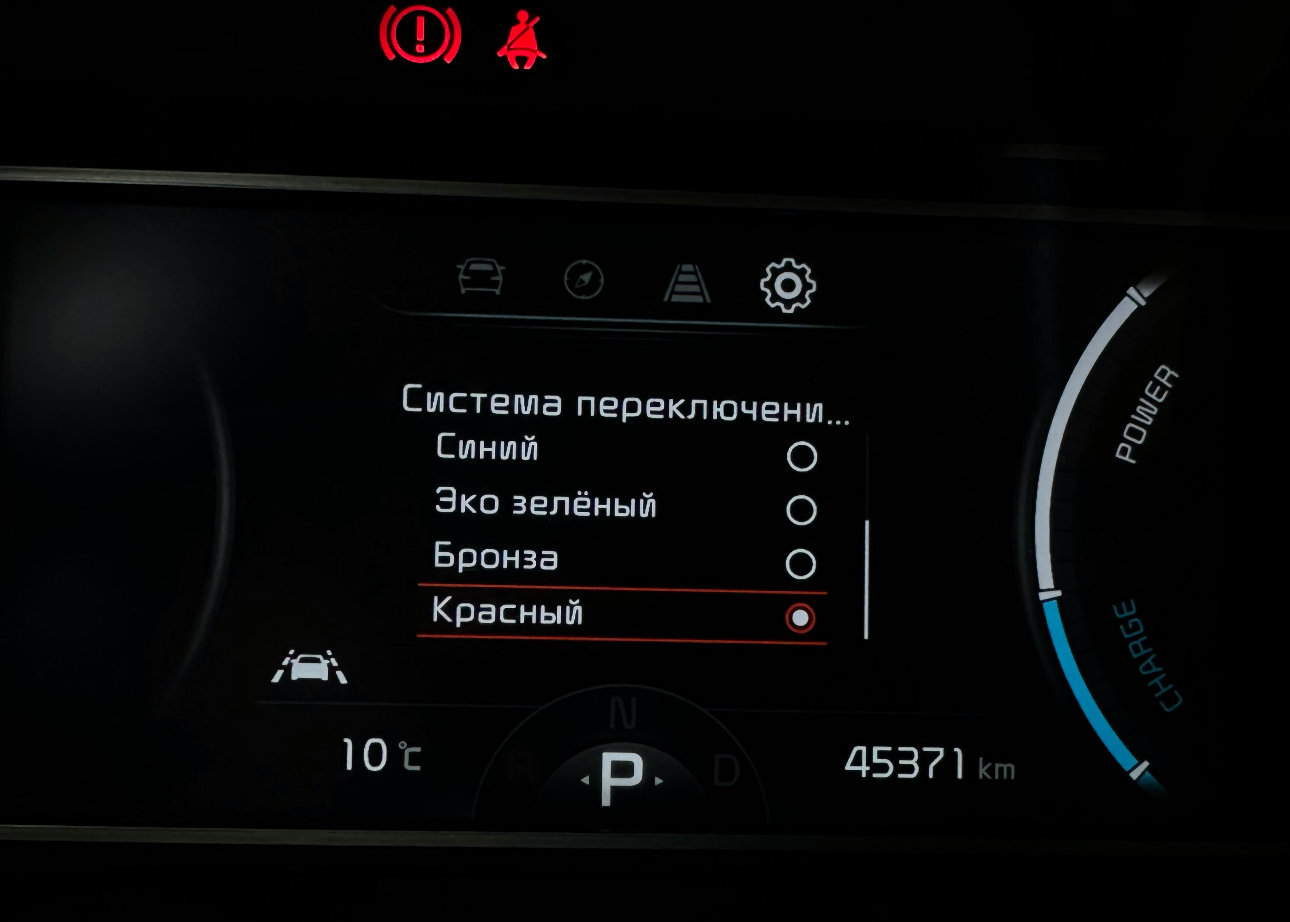 Система переключени...
Синий
Эко зелёный
Бронза
Красный
POWER
CHARGE
N
10 °C
R
P
D
45371 km